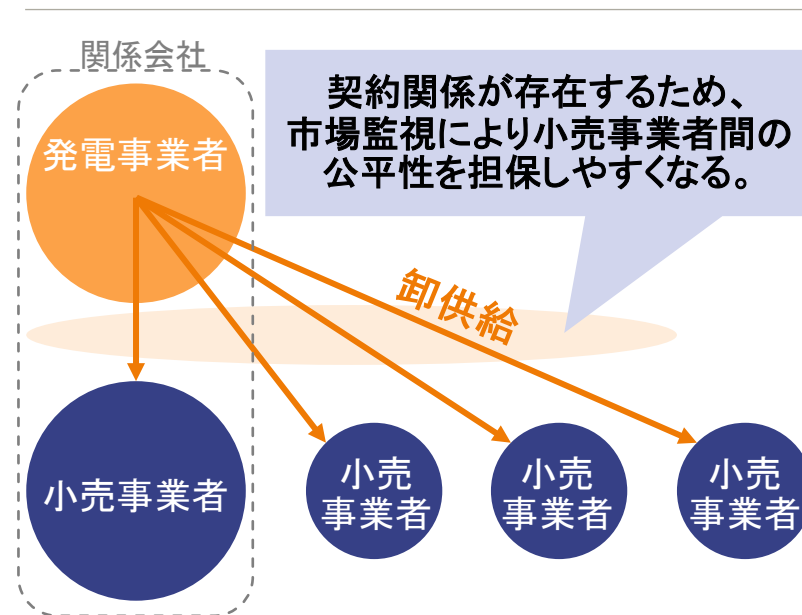 関係会社
契約関係が存在するため、
市場監視により小売事業者間の
公平性を担保しやすくなる。
発電事業者
卸供給
小売事業者
小売
事業者
小売
事業者
小売
事業者